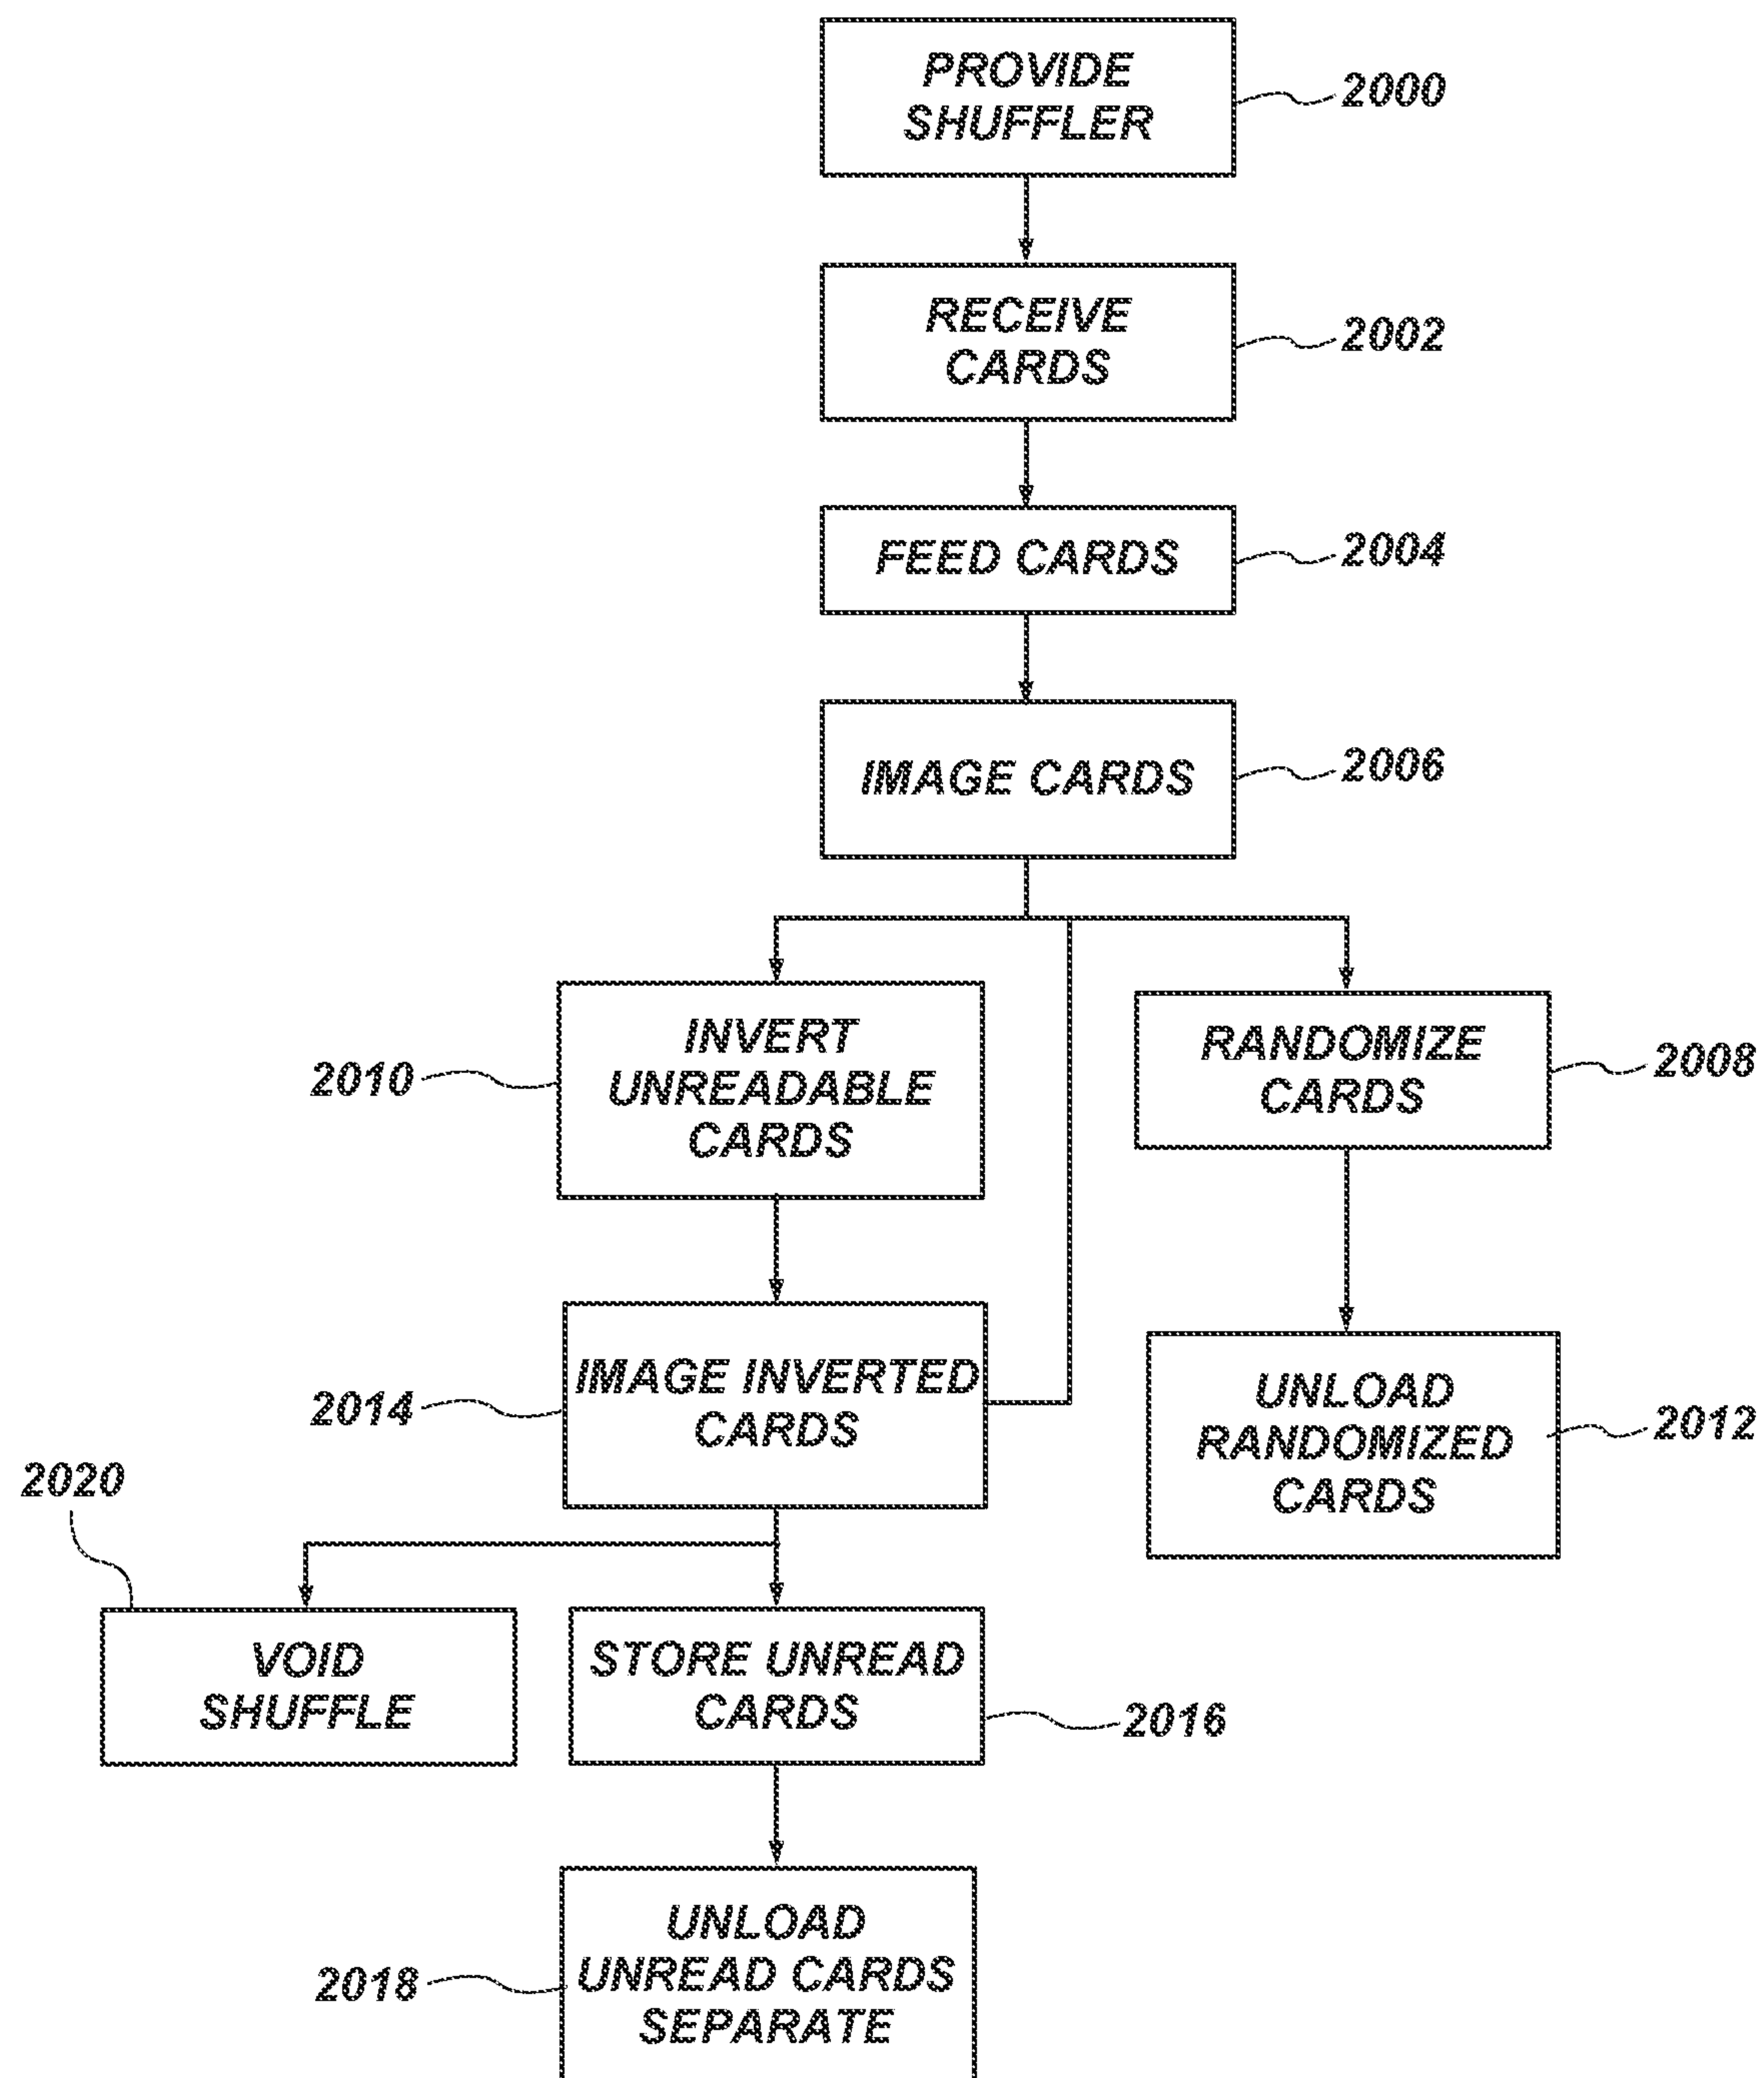 PROVIDE
SHUFFLER
2000
RECEIVE
CARDS
2002
FEED CARDS
2004
IMAGE CARDS
2006
INVERT
UNREADABLE
CARDS
2010
RANDOMIZE
CARDS
2008
IMAGE INVERTED
CARDS
2014
UNLOAD
RANDOMIZED
CARDS
2012
2020
VOID
SHUFFLE
STORE UNREAD
CARDS
2016
UNLOAD
UNREAD CARDS
SEPARATE
2018